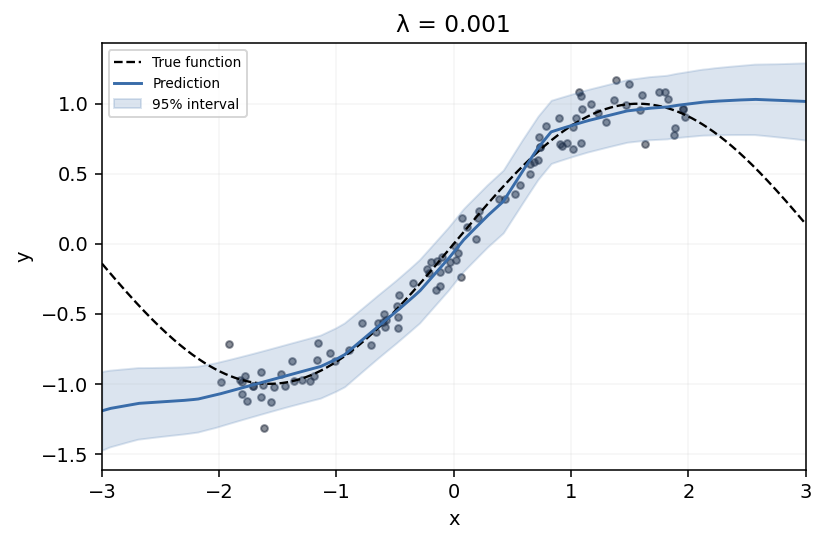 λ = 0.001
True function
Prediction
95% interval
y
1.0
0.5
0.0
−0.5
−1.0
−1.5
−3 −2 −1 0 1 2 3
x